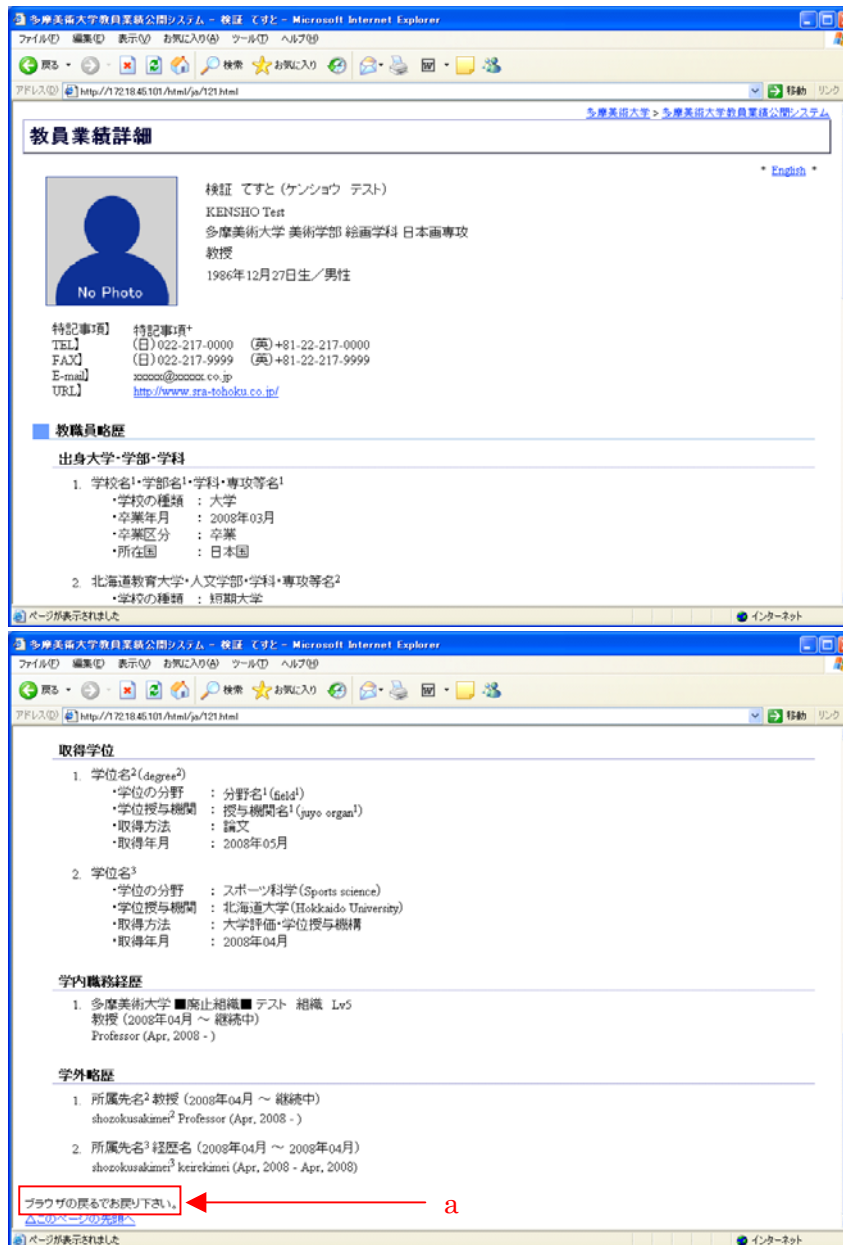 多摩美術大学教員業績公開システム - 検証 てすと - Microsoft Internet Explorer
ファイル(F) 編集(E) 表示(V) お気に入り(A) ツール(T) ヘルプ(H)
戻る 検索 お気に入り
アドレス(D) http://172.18.45.101/html/ja/121.html 移動 リンク
多摩美術大学 > 多摩美術大学教員業績公開システム
教員業績詳細
* English *
No Photo
検証 てすと (ケンショウ テスト)
KENSHO Test
多摩美術大学 美術学部 絵画学科 日本画専攻
教授
1986年12月27日生/男性
特記事項】 特記事項+
TEL】 (日)022-217-0000 (英)+81-22-217-0000
FAX】 (日)022-217-9999 (英)+81-22-217-9999
E-mail】 xxxxx@xxxxx.co.jp
URL】 http://www.sra-tohoku.co.jp/
教職員略歴
出身大学・学部・学科
1. 学校名1・学部名1・学科・専攻等名1
・学校の種類 : 大学
・卒業年月 : 2008年03月
・卒業区分 : 卒業
・所在国 : 日本国
2. 北海道教育大学・人文学部・学科・専攻等名2
・学校の種類 : 短期大学
ページが表示されました インターネット
多摩美術大学教員業績公開システム - 検証 てすと - Microsoft Internet Explorer
ファイル(F) 編集(E) 表示(V) お気に入り(A) ツール(T) ヘルプ(H)
戻る 検索 お気に入り
アドレス(D) http://172.18.45.101/html/ja/121.html 移動 リンク
取得学位
1. 学位名2(degree2)
・学位の分野 : 分野名1(field1)
・学位授与機関 : 授与機関名1(juyo organ1)
・取得方法 : 論文
・取得年月 : 2008年05月
2. 学位名3
・学位の分野 : スポーツ科学(Sports science)
・学位授与機関 : 北海道大学(Hokkaido University)
・取得方法 : 大学評価・学位授与機構
・取得年月 : 2008年04月
学内職務経歴
1. 多摩美術大学 ■廃止組織■ テスト 組織 Lv5
教授 (2008年04月 ～ 継続中)
Professor (Apr, 2008 - )
学外略歴
1. 所属先名2 教授 (2008年04月 ～ 継続中)
shozokusakimei2 Professor (Apr, 2008 - )
2. 所属先名3 経歴名 (2008年04月 ～ 2008年04月)
shozokusakimei3 keirekimei (Apr, 2008 - Apr, 2008)
ブラウザの戻るでお戻り下さい。 a
△このページの先頭へ
ページが表示されました インターネット